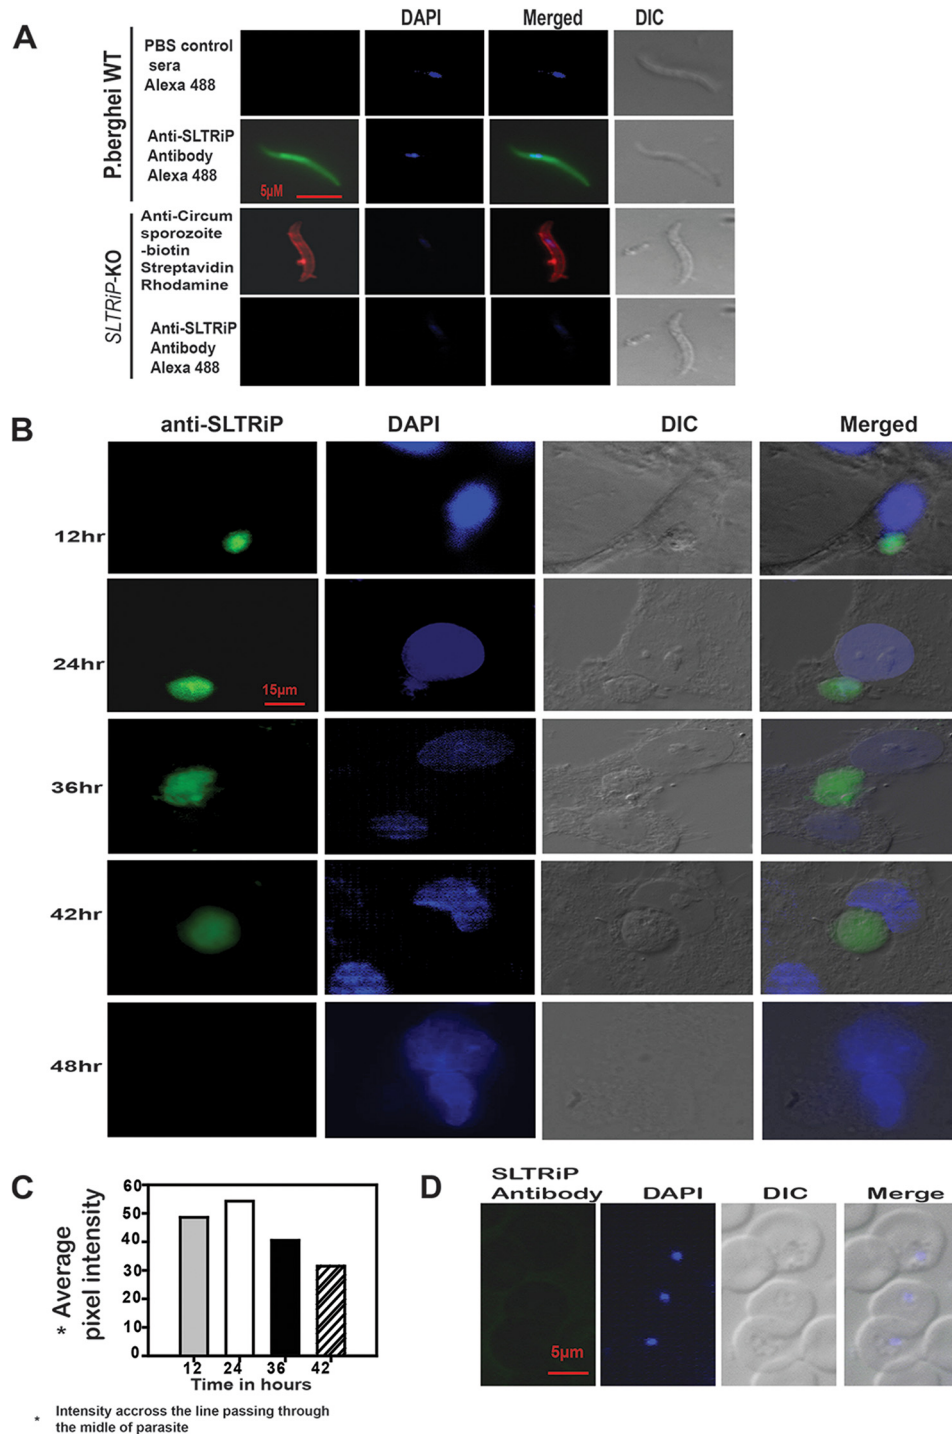 A
DAPI Merged DIC
P.berghei WT
PBS control
sera
Alexa 488
Anti-SLTRiP
Antibody
Alexa 488
5µM
SLTRiP-KO
Anti-Circum
sporozoite
-biotin
Streptavidin
Rhodamine
Anti-SLTRiP
Antibody
Alexa 488
B
anti-SLTRiP DAPI DIC Merged
12hr
24hr
15µm
36hr
42hr
48hr
C
* Average
pixel intensity
60
50
40
30
20
10
0
12 24 36 42
Time in hours
* Intensity accross the line passing through
the midle of parasite
D
SLTRiP
Antibody DAPI DIC Merge
5µm